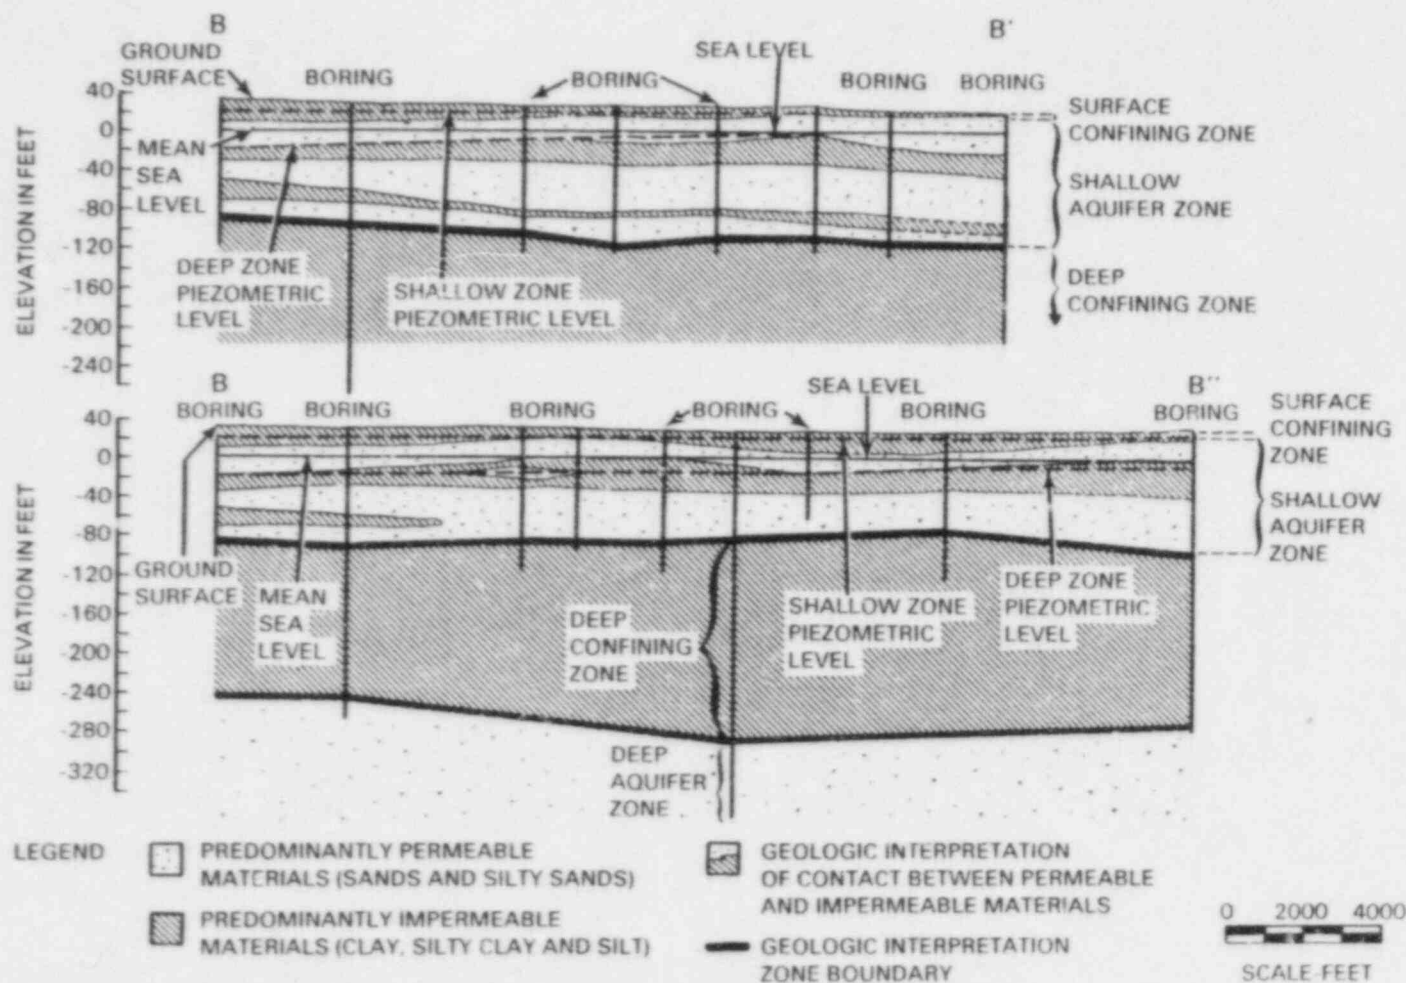 B B'
GROUND
SURFACE
BORING
BORING
SEA LEVEL
BORING
BORING
ELEVATION IN FEET
40
0
-40
-80
-120
-160
-200
-240
MEAN
SEA
LEVEL
DEEP ZONE
PIEZOMETRIC
LEVEL
SHALLOW ZONE
PIEZOMETRIC LEVEL
SURFACE
CONFINING ZONE
SHALLOW
AQUIFER ZONE
DEEP
CONFINING ZONE
B B''
BORING
BORING
BORING
BORING
SEA LEVEL
BORING
BORING
ELEVATION IN FEET
40
0
-40
-80
-120
-160
-200
-240
-280
-320
GROUND
SURFACE
MEAN
SEA
LEVEL
DEEP
CONFINING
ZONE
SHALLOW ZONE
PIEZOMETRIC
LEVEL
DEEP ZONE
PIEZOMETRIC
LEVEL
SURFACE
CONFINING
ZONE
SHALLOW
AQUIFER
ZONE
DEEP
AQUIFER
ZONE
LEGEND
PREDOMINANTLY PERMEABLE
MATERIALS (SANDS AND SILTY SANDS)
PREDOMINANTLY IMPERMEABLE
MATERIALS (CLAY, SILTY CLAY AND SILT)
GEOLOGIC INTERPRETATION
OF CONTACT BETWEEN PERMEABLE
AND IMPERMEABLE MATERIALS
GEOLOGIC INTERPRETATION
ZONE BOUNDARY
0 2000 4000
SCALE-FEET